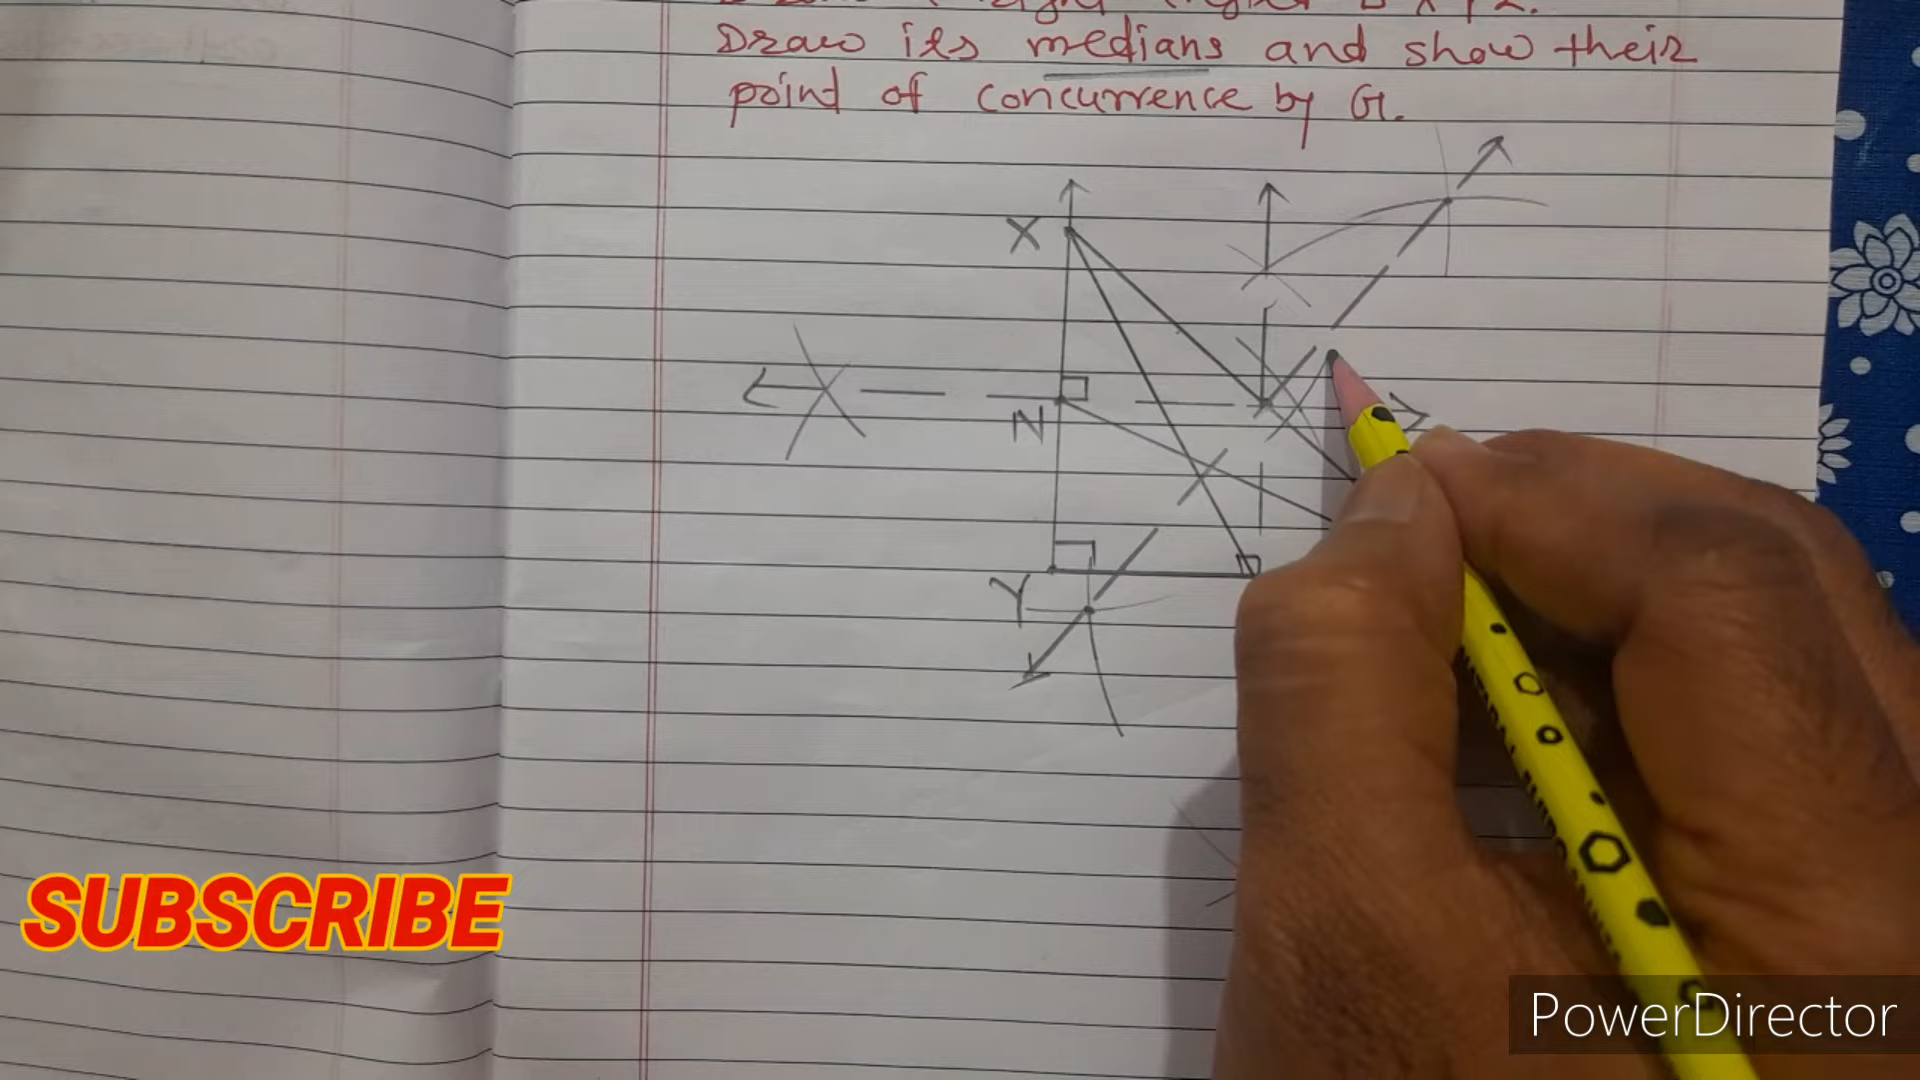 Draw its medians and show their
point of concurrence by G.
X
N
Y
SUBSCRIBE
PowerDirector